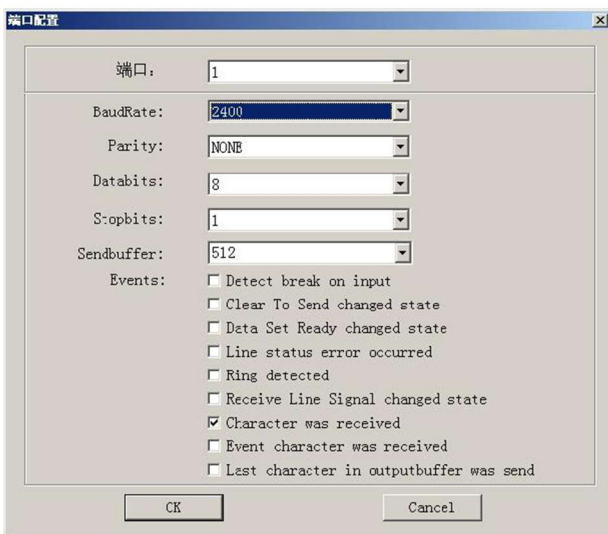 端口配置
端口: 1
BaudRate: 2400
Parity: NONE
Databits: 8
Stopbits: 1
Sendbuffer: 512
Events: Detect break on input
Clear To Send changed state
Data Set Ready changed state
Line status error occurred
Ring detected
Receive Line Signal changed state
Character was received
Event character was received
Last character in outputbuffer was send
OK Cancel